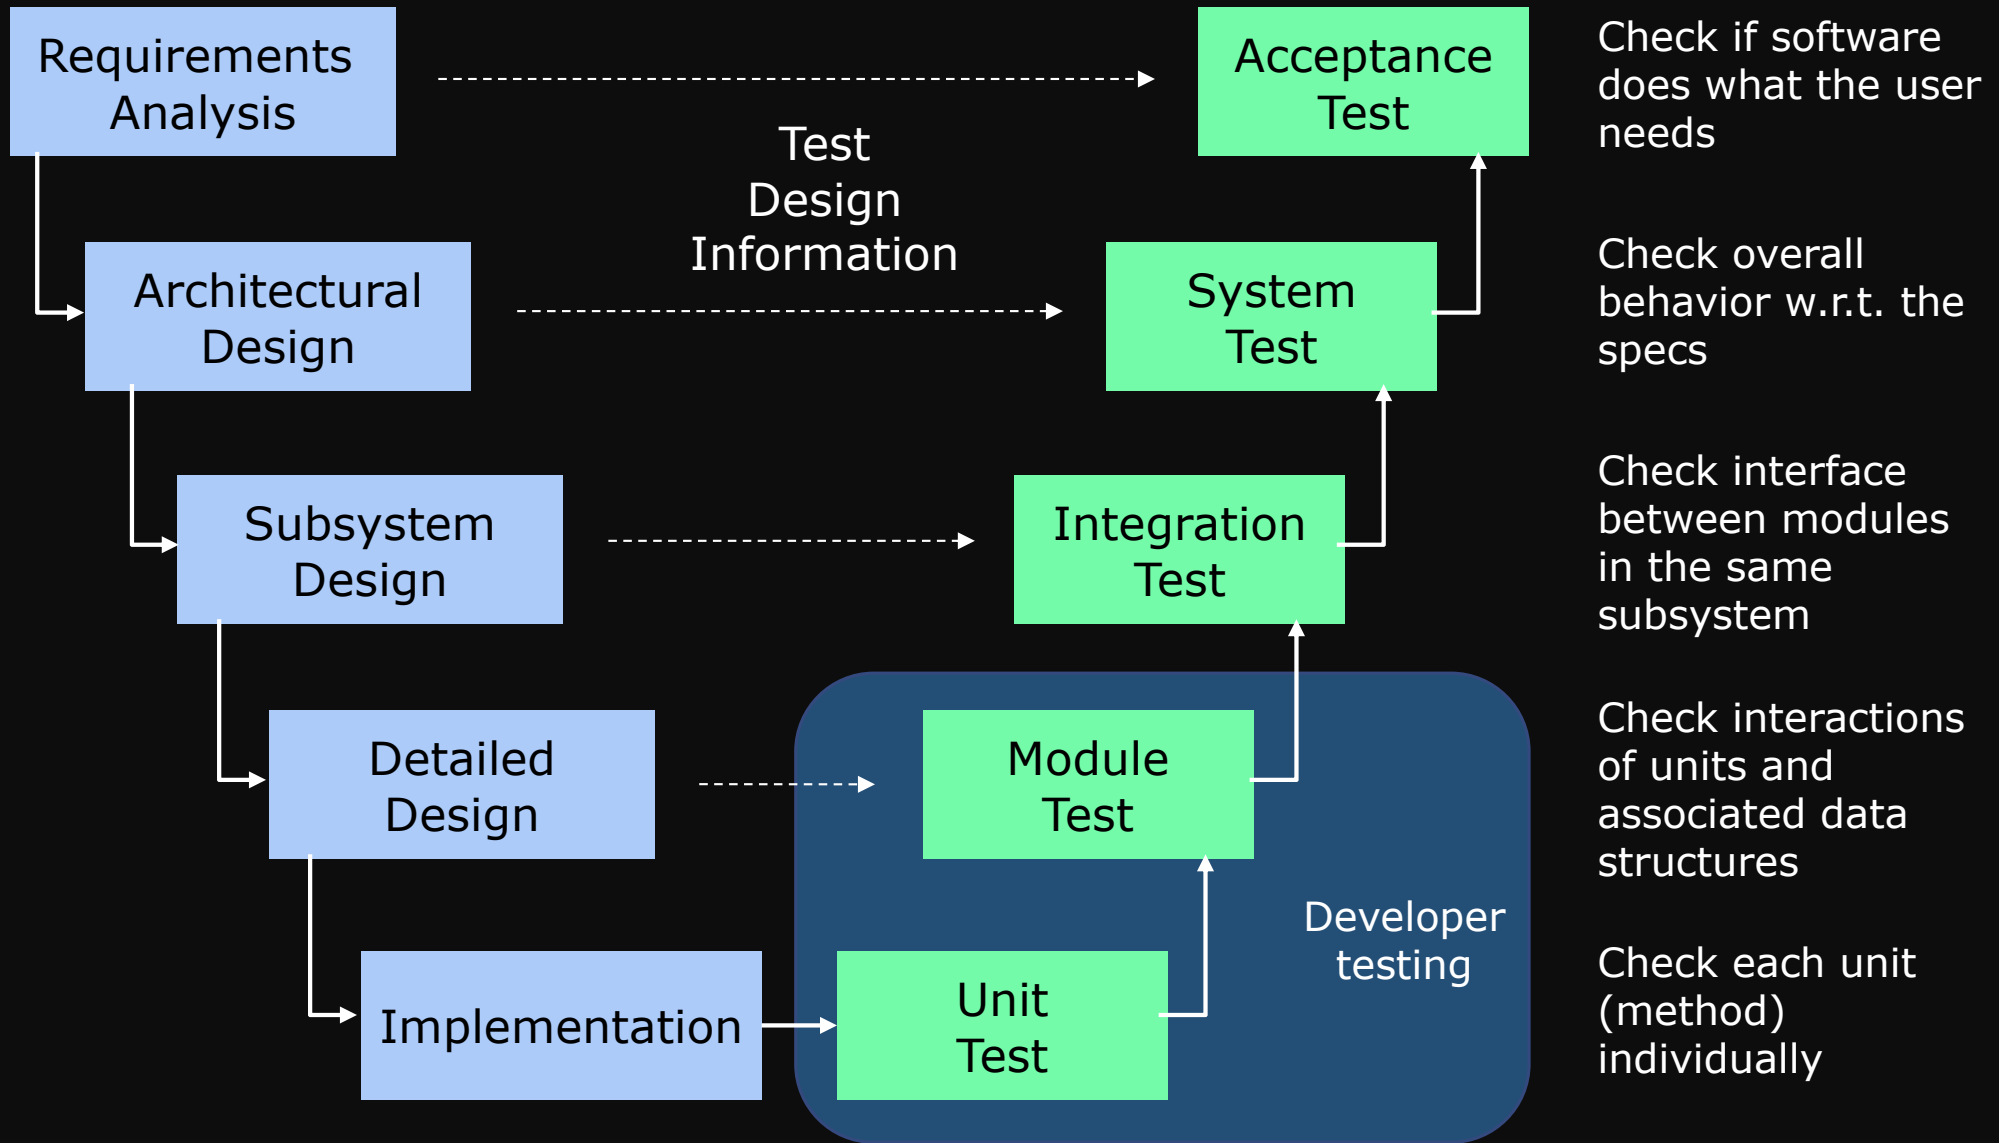 Requirements
Analysis
Acceptance
Test
Check if software
does what the user
needs
Test
Design
Information
Architectural
Design
System
Test
Check overall
behavior w.r.t. the
specs
Subsystem
Design
Integration
Test
Check interface
between modules
in the same
subsystem
Detailed
Design
Module
Test
Check interactions
of units and
associated data
structures
Developer
testing
Implementation
Unit
Test
Check each unit
(method)
individually